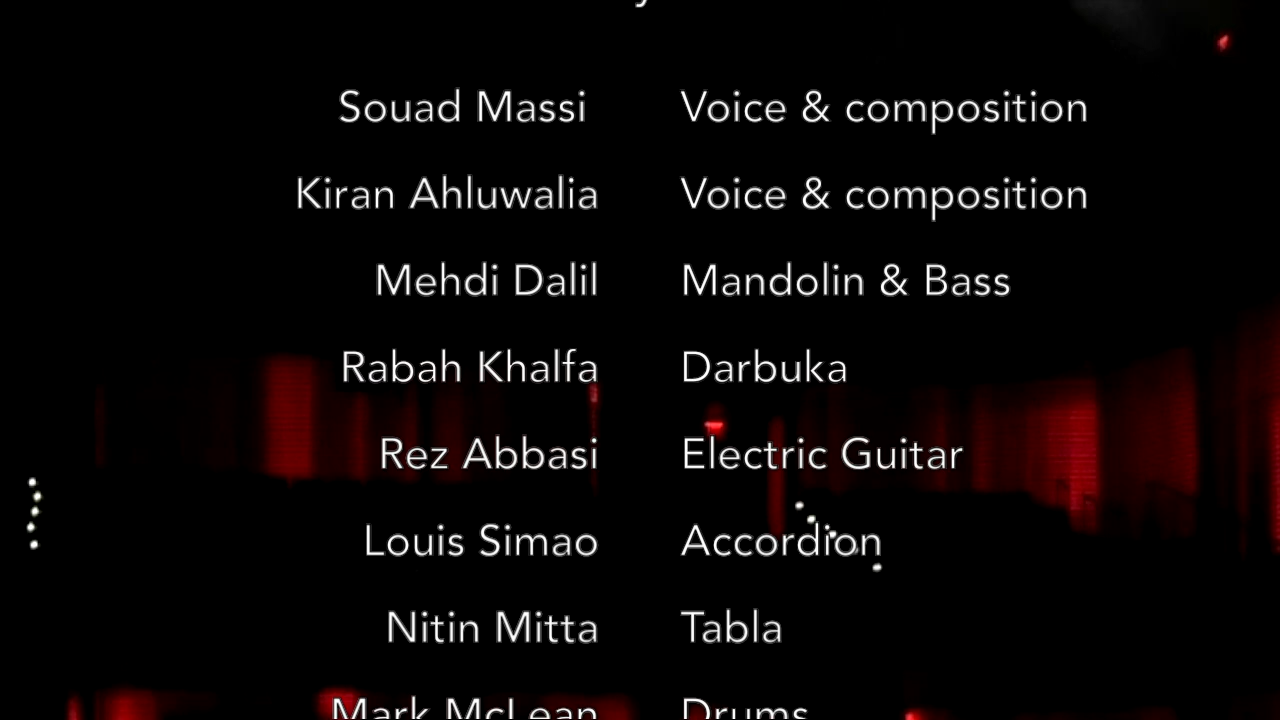 Souad Massi Voice & composition
Kiran Ahluwalia Voice & composition
Mehdi Dalil Mandolin & Bass
Rabah Khalfa Darbuka
Rez Abbasi Electric Guitar
Louis Simao Accordion
Nitin Mitta Tabla
Mark McLean Drums